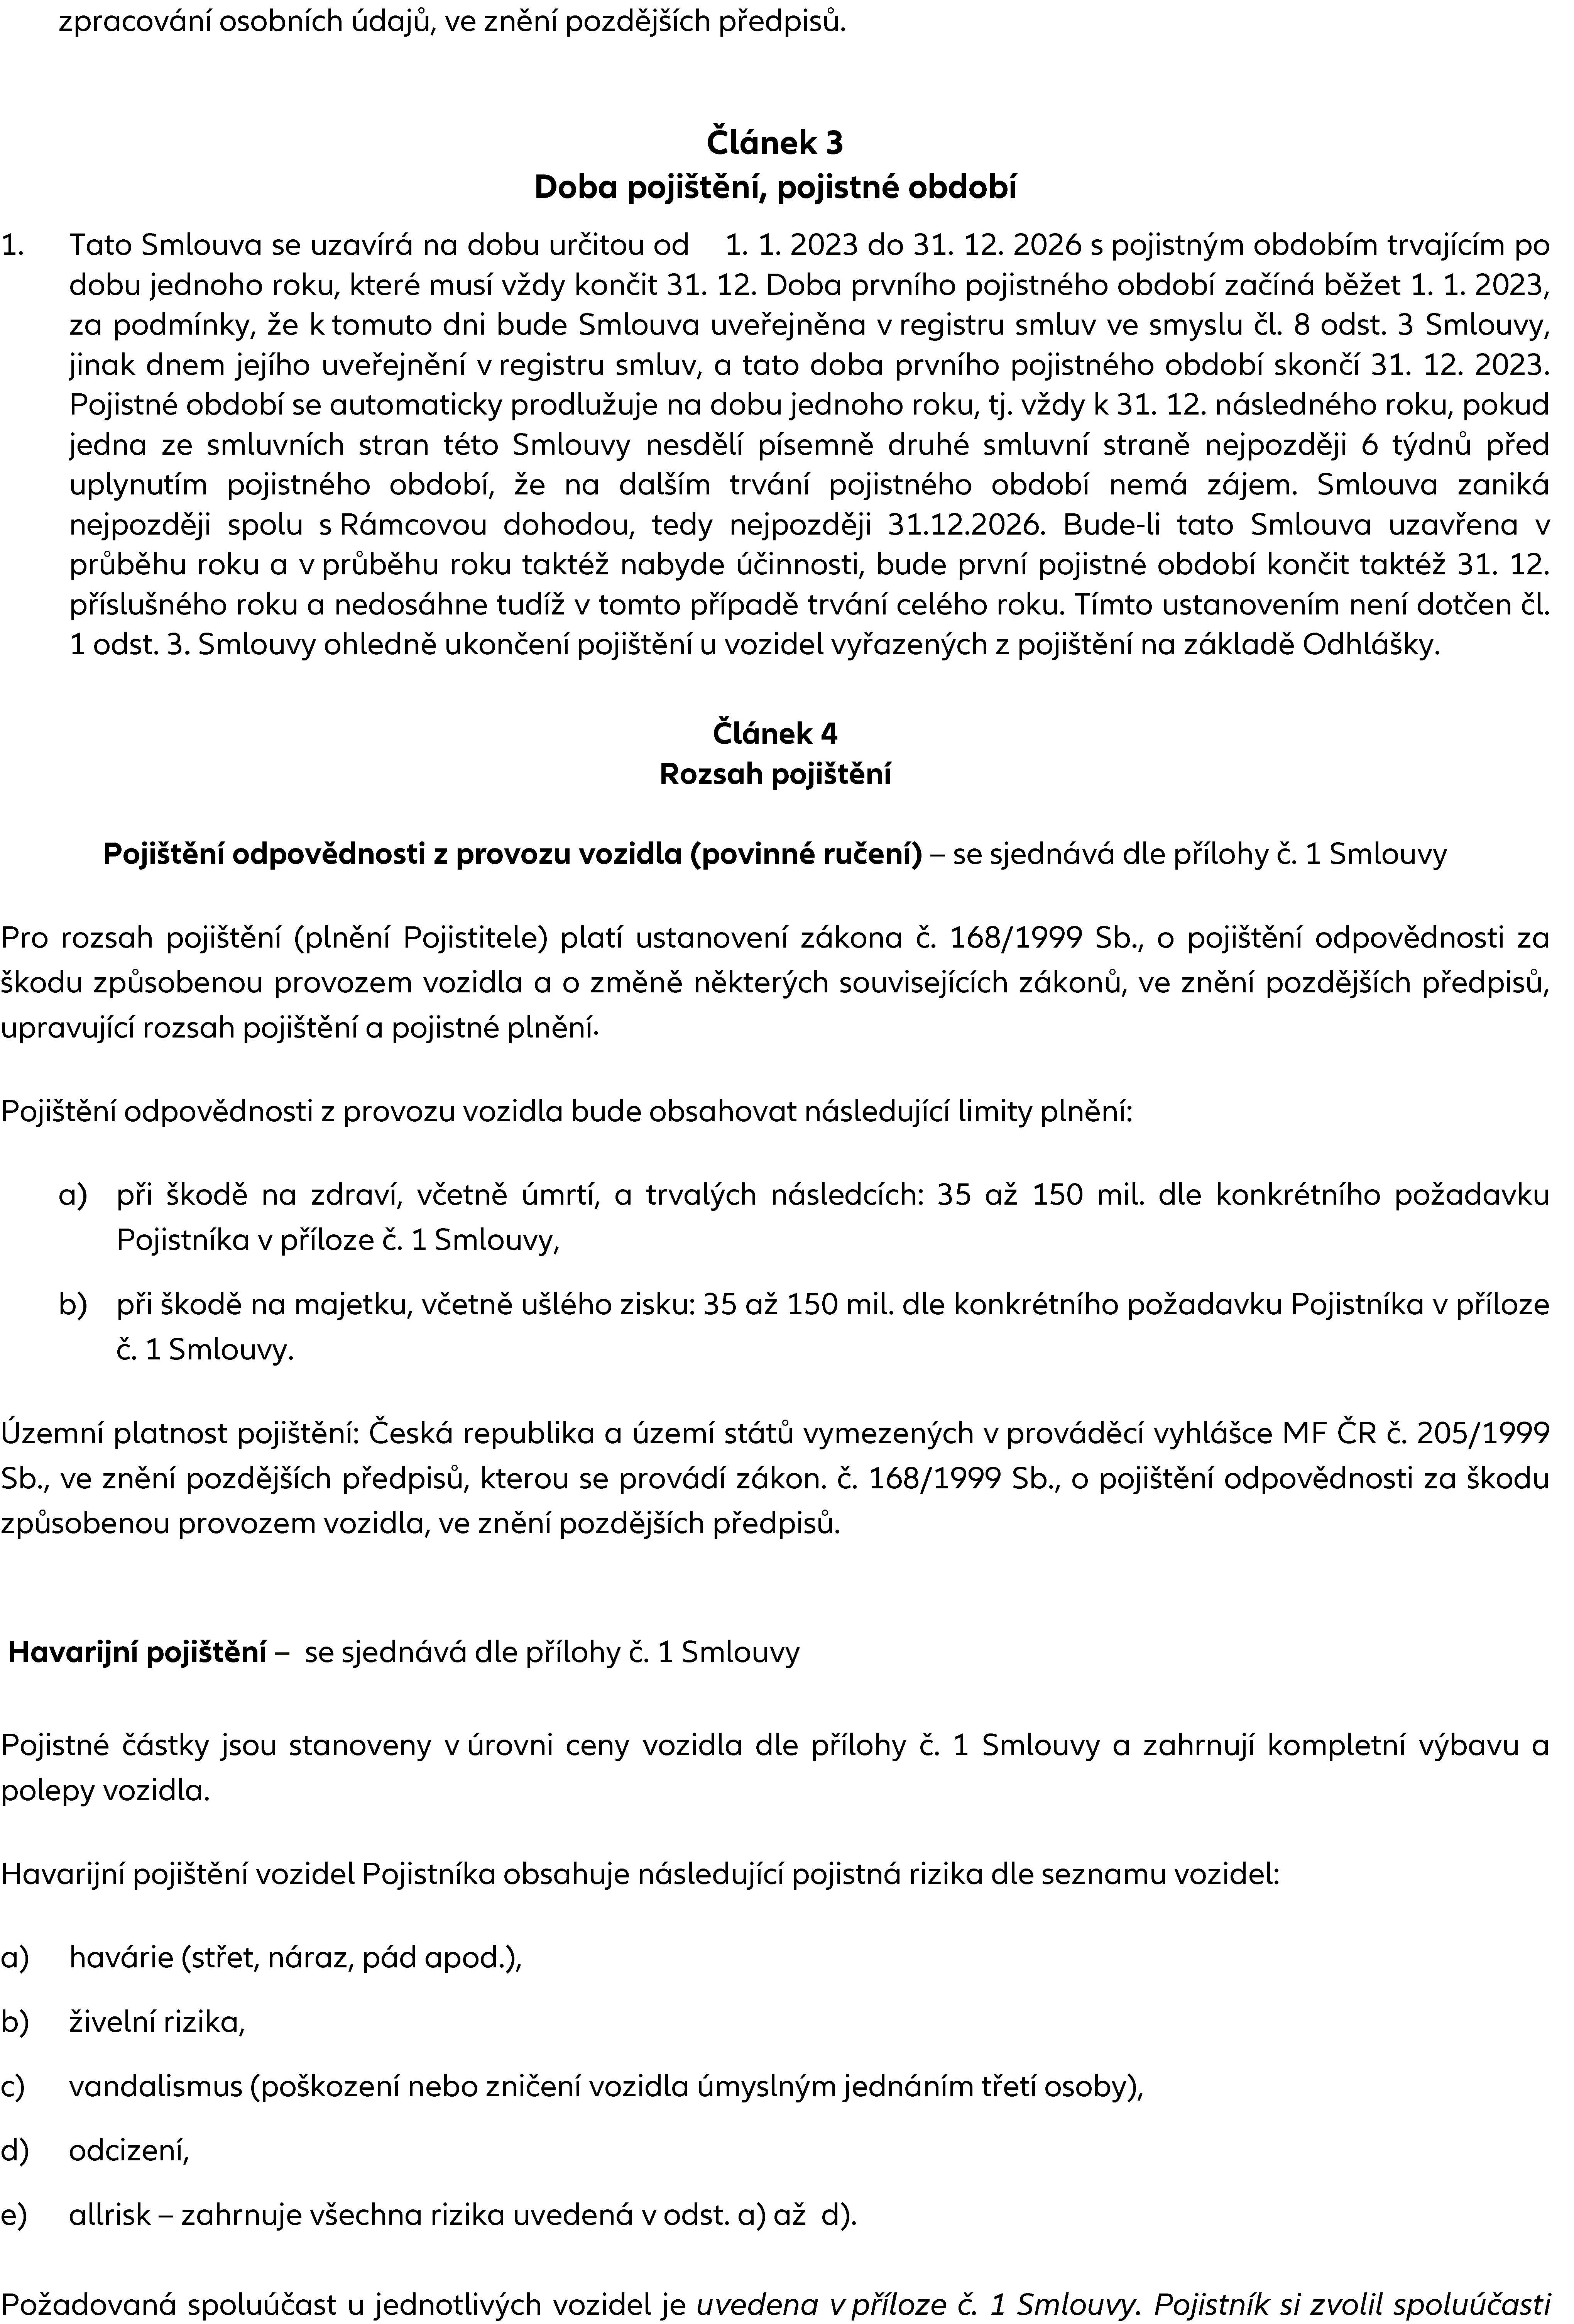 zpracování osobních údajů, ve znění pozdějších předpisů.
Článek 3
Doba pojištění, pojistné období
1. Tato Smlouva se uzavírá na dobu určitou od 1. 1. 2023 do 31. 12. 2026 s pojistným obdobím trvajícím po
dobu jednoho roku, které musí vždy končit 31. 12. Doba prvního pojistného období začíná běžet 1. 1. 2023,
za podmínky, že k tomuto dni bude Smlouva uveřejněna v registru smluv ve smyslu čl. 8 odst. 3 Smlouvy,
jinak dnem jejího uveřejnění v registru smluv, a tato doba prvního pojistného období skončí 31. 12. 2023.
Pojistné období se automaticky prodlužuje na dobu jednoho roku, tj. vždy k 31. 12. následného roku, pokud
jedna ze smluvních stran této Smlouvy nesdělí písemně druhé smluvní straně nejpozději 6 týdnů před
uplynutím pojistného období, že na dalším trvání pojistného období nemá zájem. Smlouva zaniká
nejpozději spolu s Rámcovou dohodou, tedy nejpozději 31.12.2026. Bude-li tato Smlouva uzavřena v
průběhu roku a v průběhu roku taktéž nabyde účinnosti, bude první pojistné období končit taktéž 31. 12.
příslušného roku a nedosáhne tudíž v tomto případě trvání celého roku. Tímto ustanovením není dotčen čl.
1 odst. 3. Smlouvy ohledně ukončení pojištění u vozidel vyřazených z pojištění na základě Odhlášky.
Článek 4
Rozsah pojištění
Pojištění odpovědnosti z provozu vozidla (povinné ručení) – se sjednává dle přílohy č. 1 Smlouvy
Pro rozsah pojištění (plnění Pojistitele) platí ustanovení zákona č. 168/1999 Sb., o pojištění odpovědnosti za
škodu způsobenou provozem vozidla a o změně některých souvisejících zákonů, ve znění pozdějších předpisů,
upravující rozsah pojištění a pojistné plnění.
Pojištění odpovědnosti z provozu vozidla bude obsahovat následující limity plnění:
a) při škodě na zdraví, včetně úmrtí, a trvalých následcích: 35 až 150 mil. dle konkrétního požadavku
Pojistníka v příloze č. 1 Smlouvy,
b) při škodě na majetku, včetně ušlého zisku: 35 až 150 mil. dle konkrétního požadavku Pojistníka v příloze
č. 1 Smlouvy.
Územní platnost pojištění: Česká republika a území států vymezených v prováděcí vyhlášce MF ČR č. 205/1999
Sb., ve znění pozdějších předpisů, kterou se provádí zákon. č. 168/1999 Sb., o pojištění odpovědnosti za škodu
způsobenou provozem vozidla, ve znění pozdějších předpisů.
Havarijní pojištění – se sjednává dle přílohy č. 1 Smlouvy
Pojistné částky jsou stanoveny v úrovni ceny vozidla dle přílohy č. 1 Smlouvy a zahrnují kompletní výbavu a
polepy vozidla.
Havarijní pojištění vozidel Pojistníka obsahuje následující pojistná rizika dle seznamu vozidel:
a) havárie (střet, náraz, pád apod.),
b) živelní rizika,
c) vandalismus (poškození nebo zničení vozidla úmyslným jednáním třetí osoby),
d) odcizení,
e) allrisk – zahrnuje všechna rizika uvedená v odst. a) až d).
Požadovaná spoluúčast u jednotlivých vozidel je uvedena v příloze č. 1 Smlouvy. Pojistník si zvolil spoluúčasti